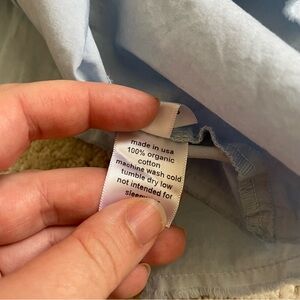 made in usa
100% organic
cotton
machine wash cold
tumble dry low
not intended for